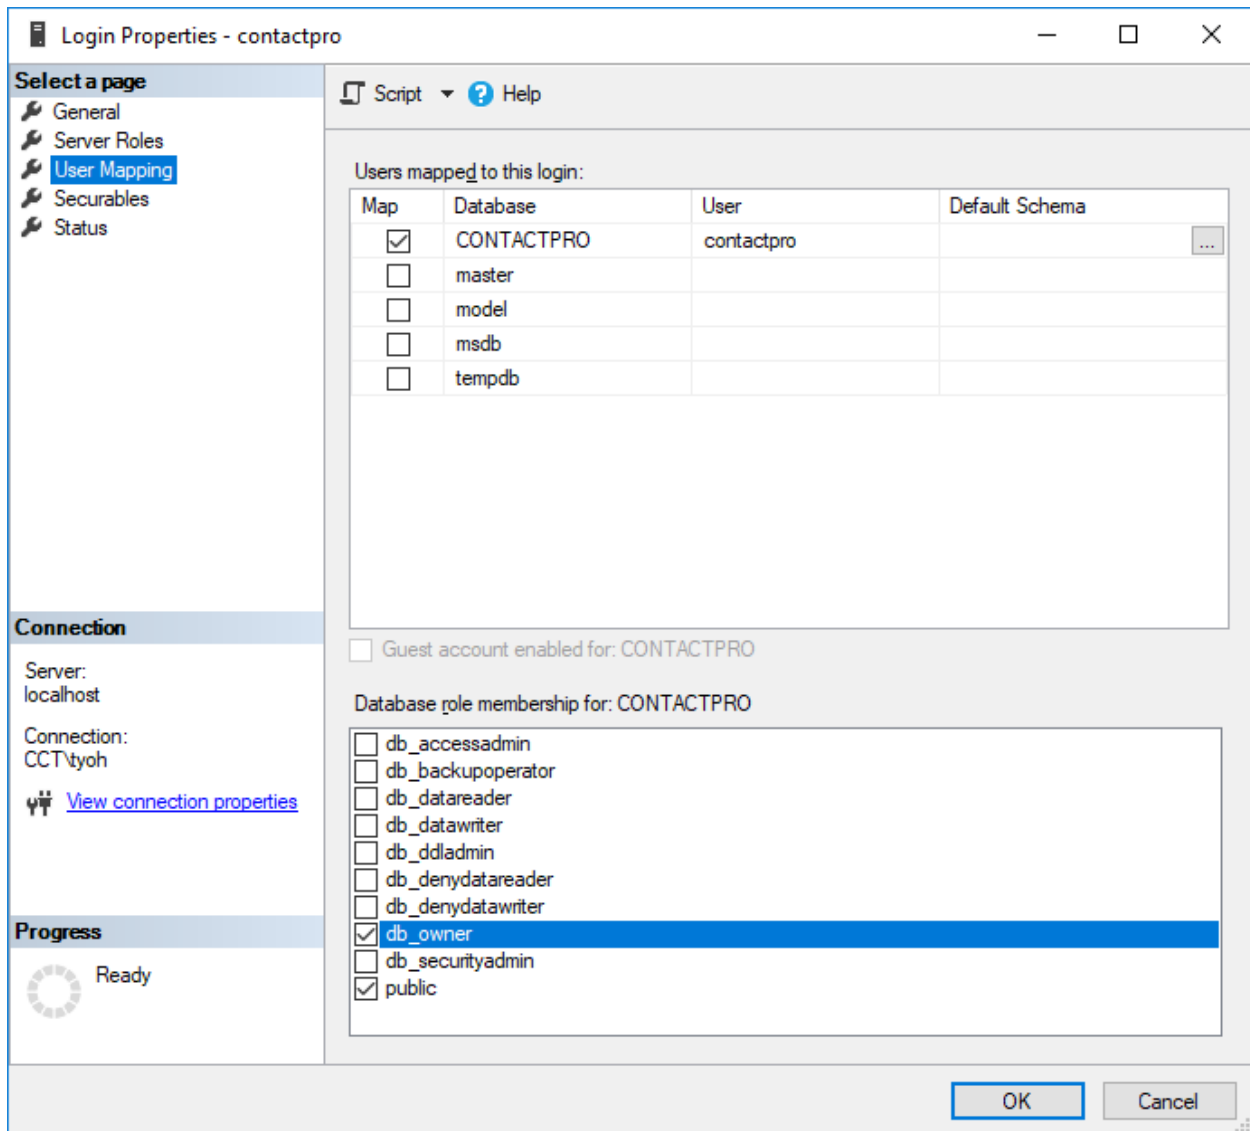 Login Properties - contactpro
Select a page
General
Server Roles
User Mapping
Securables
Status
Script
Help
Users mapped to this login:
Map Database User Default Schema
CONTACTPRO contactpro ...
master
model
msdb
tempdb
Guest account enabled for: CONTACTPRO
Connection
Server:
localhost
Connection:
CCT\tyoh
View connection properties
Database role membership for: CONTACTPRO
db_accessadmin
db_backupoperator
db_datareader
db_datawriter
db_ddladmin
db_denydatareader
db_denydatawriter
db_owner
db_securityadmin
public
Progress
Ready
OK
Cancel